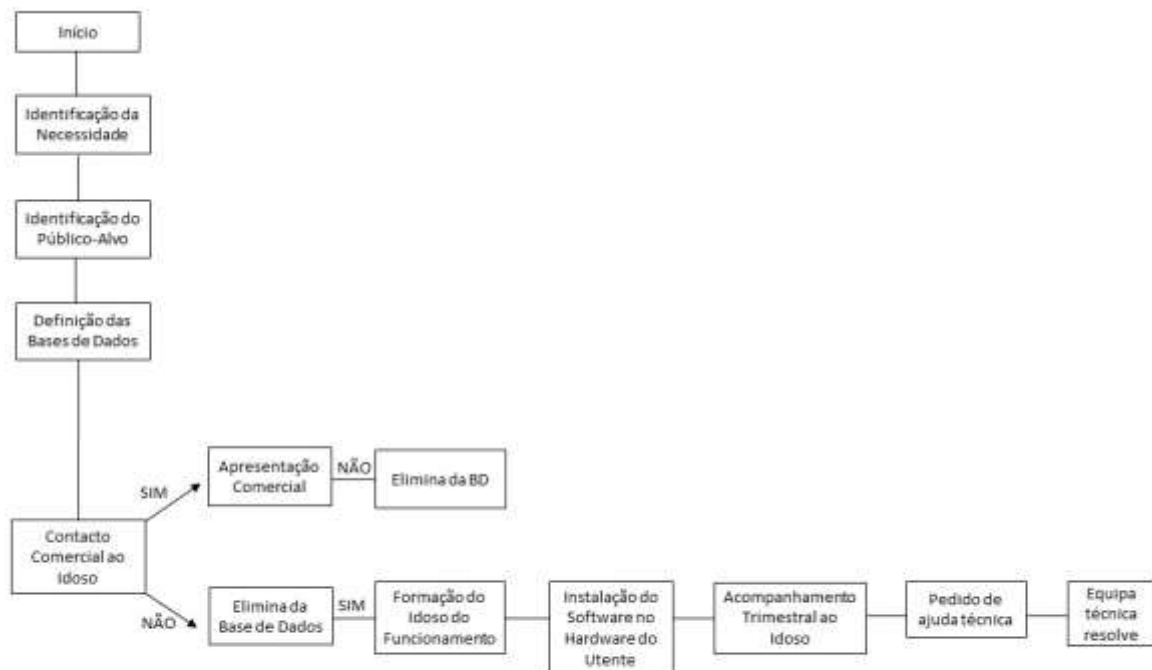 Início
Identificação da
Necessidade
Identificação do
Público-Alvo
Definição das
Bases de Dados
Contacto
Comercial ao
Idoso
SIM
Apresentação
Comercial
NÃO
Elimina da BD
NÃO
Elimina da
Base de Dados
SIM
Formação do
Idoso do
Funcionamento
Instalação do
Software no
Hardware do
Utente
Acompanhamento
Trimestral ao
Idoso
Pedido de
ajuda técnica
Equipa
técnica
resolve